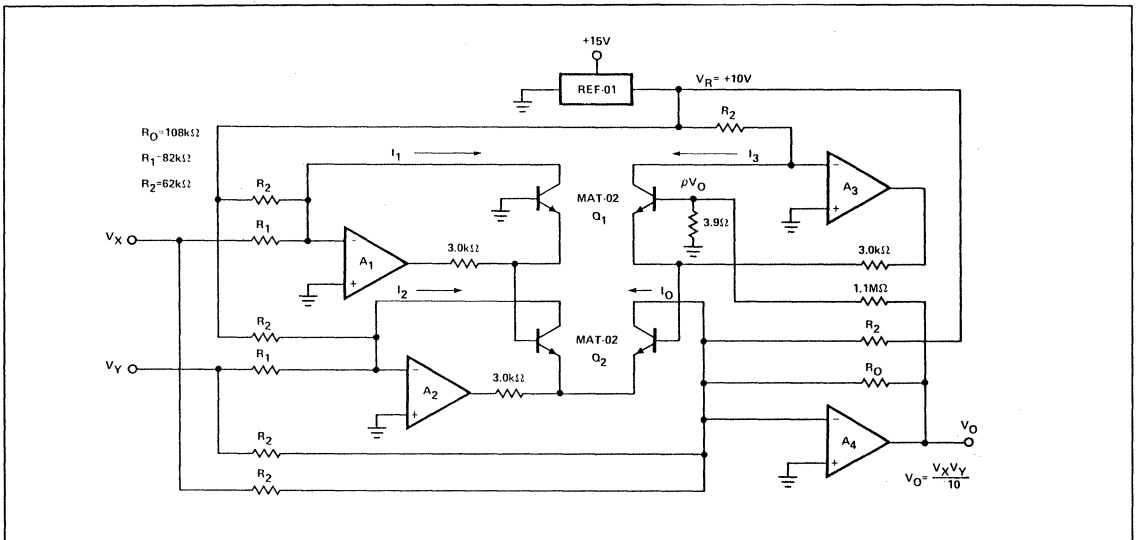 +15V
REF-01
V_R = +10V
R_2
R_O=108kΩ
R_1=82kΩ
R_2=62kΩ
I_1
I_3
R_2
R_1
V_X
A_1
3.0kΩ
MAT-02
Q_1
ρV_O
3.9Ω
A_3
3.0kΩ
1.1MΩ
I_2
I_O
R_2
R_1
V_Y
A_2
3.0kΩ
MAT-02
Q_2
R_2
R_O
A_4
V_O
V_O = V_X V_Y / 10
R_2
R_2